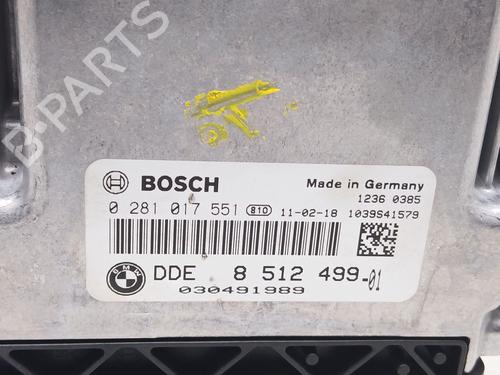 B-PARTS
BOSCH
Made in Germany
1236 0385
0 281 017 551 810 11-02-18 1039S41579
BMW
DDE 8 512 499-01
030491989